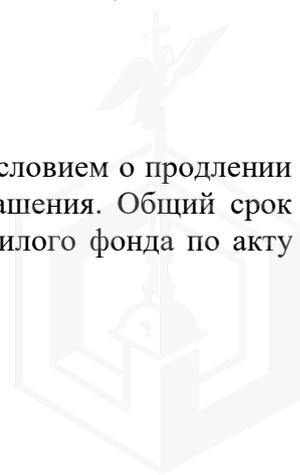 словием о продлении
ашения. Общий срок
илого фонда по акту